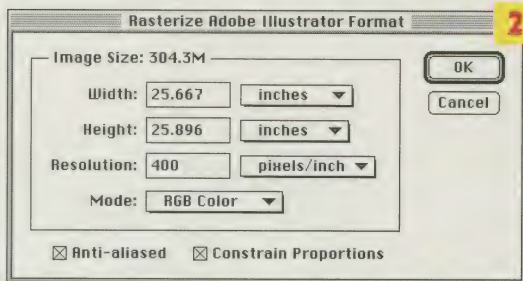 Rasterize Adobe Illustrator Format
2
Image Size: 304.3M
Width: 25.667 inches
Height: 25.896 inches
Resolution: 400 pixels/inch
Mode: RGB Color
Anti-aliased Constrain Proportions
OK
Cancel